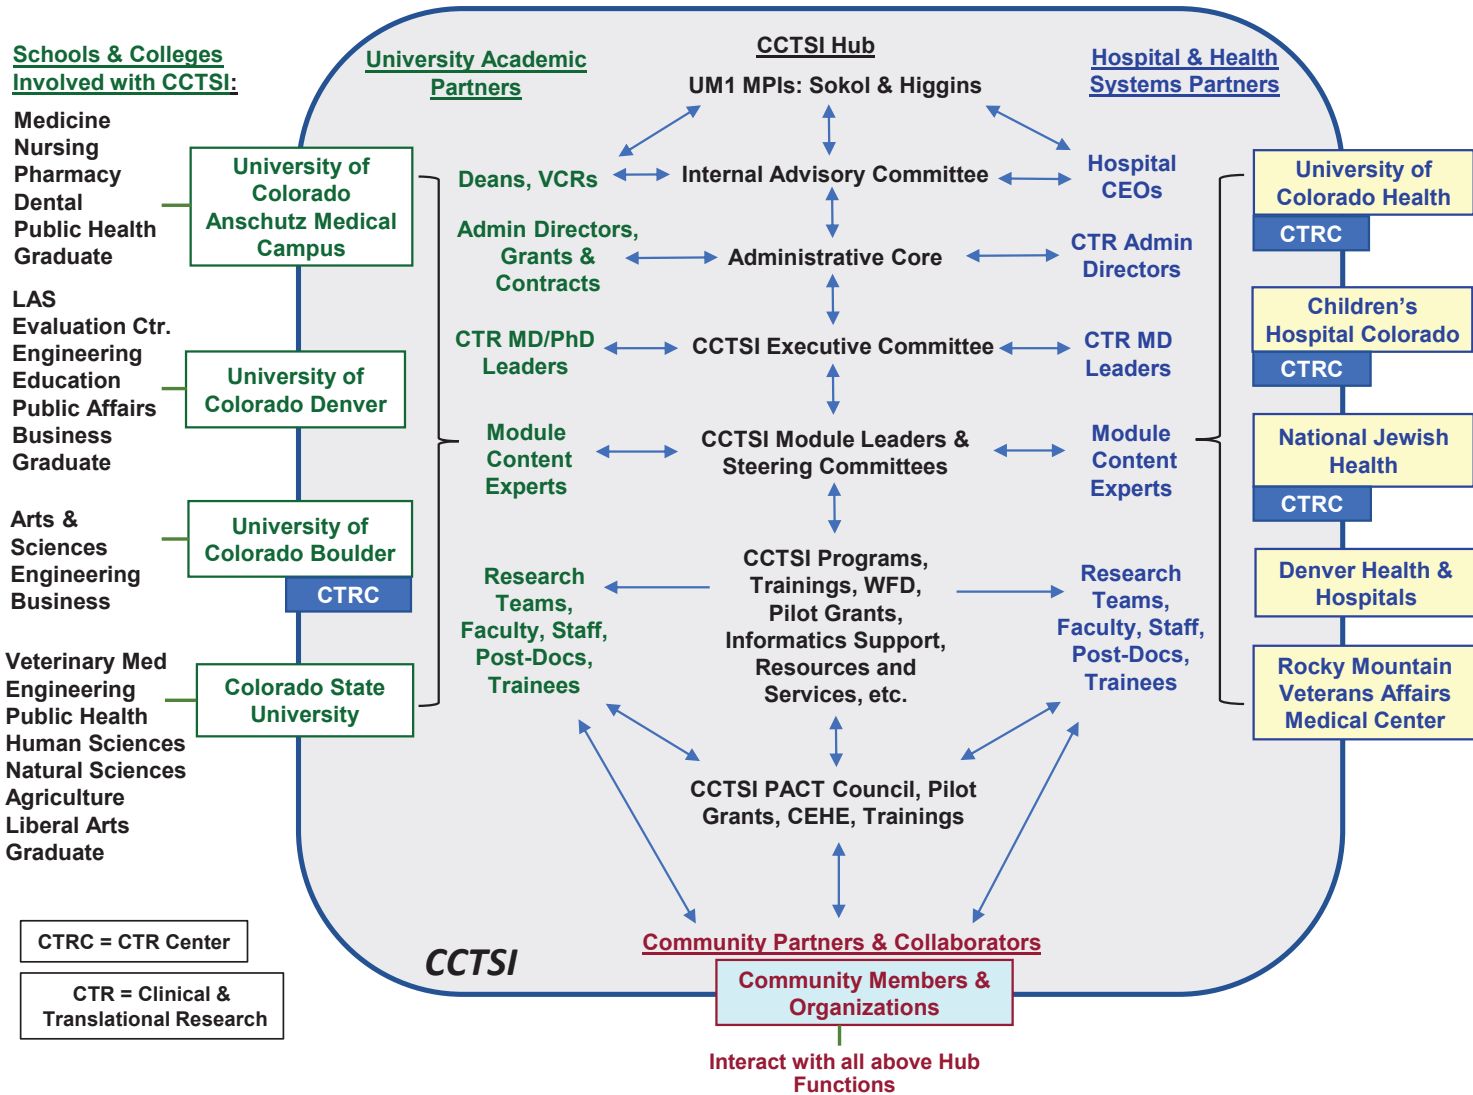 Schools & Colleges
Involved with CCTSI:
Medicine
Nursing
Pharmacy
Dental
Public Health
Graduate
LAS
Evaluation Ctr.
Engineering
Education
Public Affairs
Business
Graduate
Arts &
Sciences
Engineering
Business
Veterinary Med
Engineering
Public Health
Human Sciences
Natural Sciences
Agriculture
Liberal Arts
Graduate
University of
Colorado
Anschutz Medical
Campus
University of
Colorado Denver
University of
Colorado Boulder
CTRC
Colorado State
University
University Academic
Partners
Deans, VCRs
Admin Directors,
Grants &
Contracts
CTR MD/PhD
Leaders
Module
Content
Experts
Research
Teams,
Faculty, Staff,
Post-Docs,
Trainees
CCTSI Hub
UM1 MPIs: Sokol & Higgins
Internal Advisory Committee
Administrative Core
CCTSI Executive Committee
CCTSI Module Leaders &
Steering Committees
CCTSI Programs,
Trainings, WFD,
Pilot Grants,
Informatics Support,
Resources and
Services, etc.
CCTSI PACT Council, Pilot
Grants, CEHE, Trainings
Hospital & Health
Systems Partners
Hospital
CEOs
CTR Admin
Directors
CTR MD
Leaders
Module
Content
Experts
Research
Teams,
Faculty, Staff,
Post-Docs,
Trainees
University of
Colorado Health
CTRC
Children's
Hospital Colorado
CTRC
National Jewish
Health
CTRC
Denver Health &
Hospitals
Rocky Mountain
Veterans Affairs
Medical Center
Community Partners & Collaborators
Community Members &
Organizations
Interact with all above Hub
Functions
CCTSI
CTRC = CTR Center
CTR = Clinical &
Translational Research